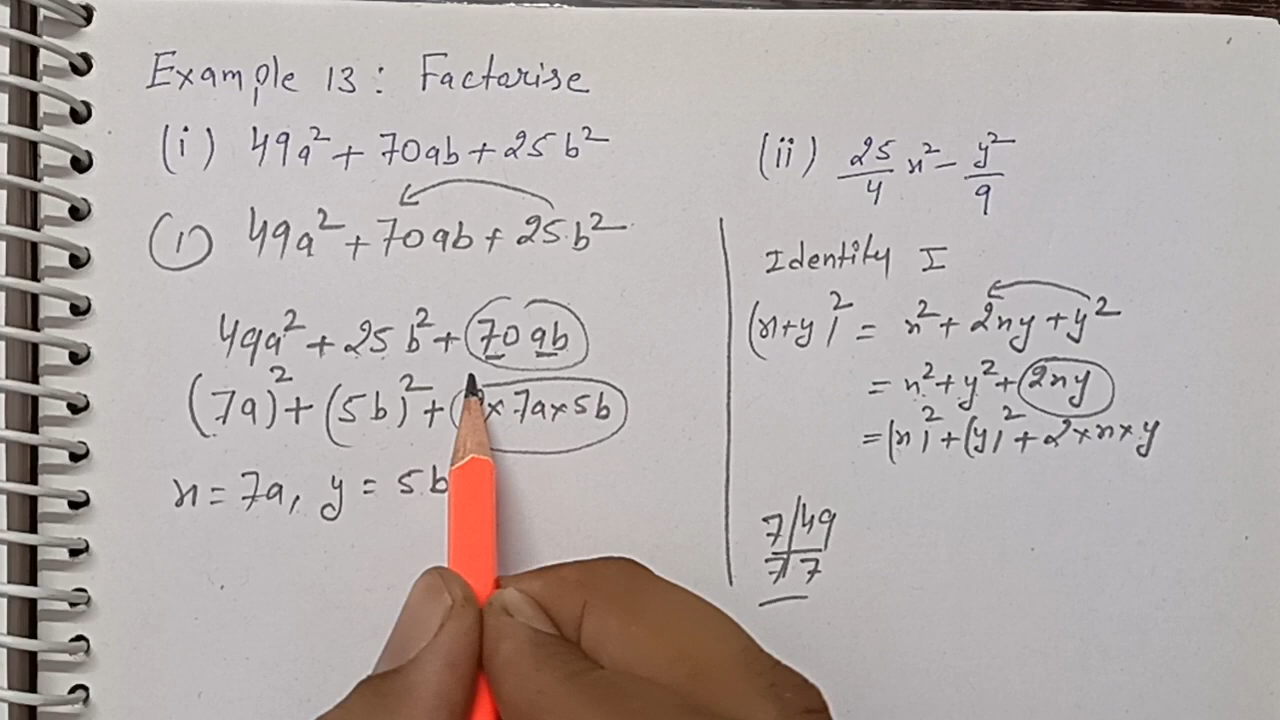 Example 13: Factorise
(i) 49a² + 70ab + 25b²
(ii) 25/4 x² - y²/9
(1) 49a² + 70ab + 25b²
49a² + 25b² + 70ab
(7a)² + (5b)² + × 7a × 5b
x = 7a, y = 5b
Identity I
(x+y)² = x² + 2xy + y²
= x² + y² + 2xy
= (x)² + (y)² + 2 × x × y
7/49
7/7